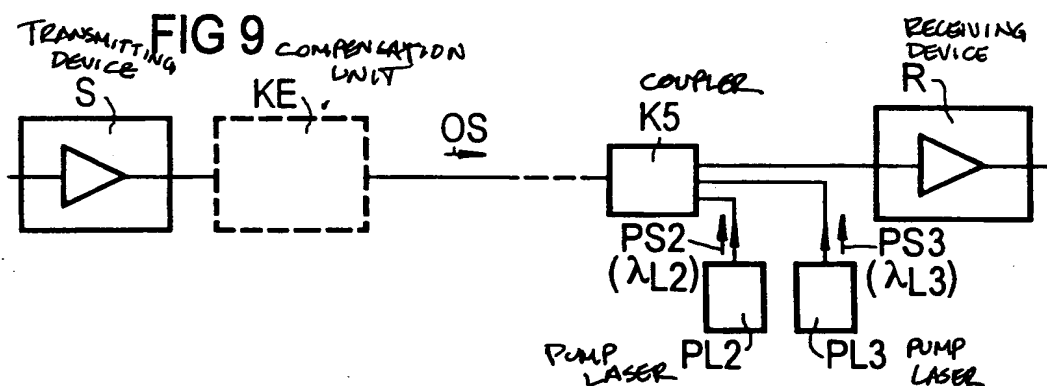 FIG 9
TRANSMITTING
DEVICE
S
COMPENSATION
UNIT
KE
OS
COUPLER
K5
RECEIVING
DEVICE
R
PS2
(λL2)
PS3
(λL3)
PUMP
LASER
PL2
PL3
PUMP
LASER